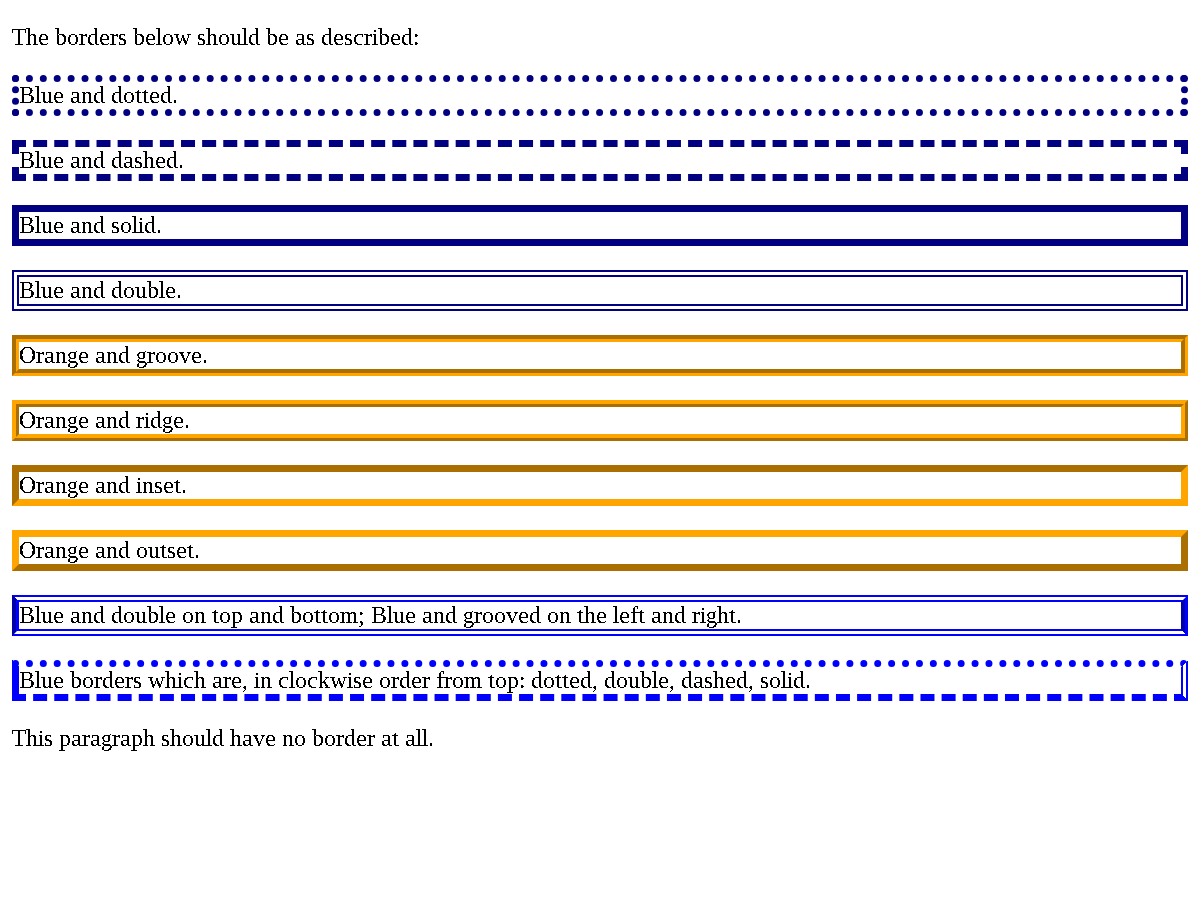 The borders below should be as described:
Blue and dotted.
Blue and dashed.
Blue and solid.
Blue and double.
Orange and groove.
Orange and ridge.
Orange and inset.
Orange and outset.
Blue and double on top and bottom; Blue and grooved on the left and right.
Blue borders which are, in clockwise order from top: dotted, double, dashed, solid.
This paragraph should have no border at all.